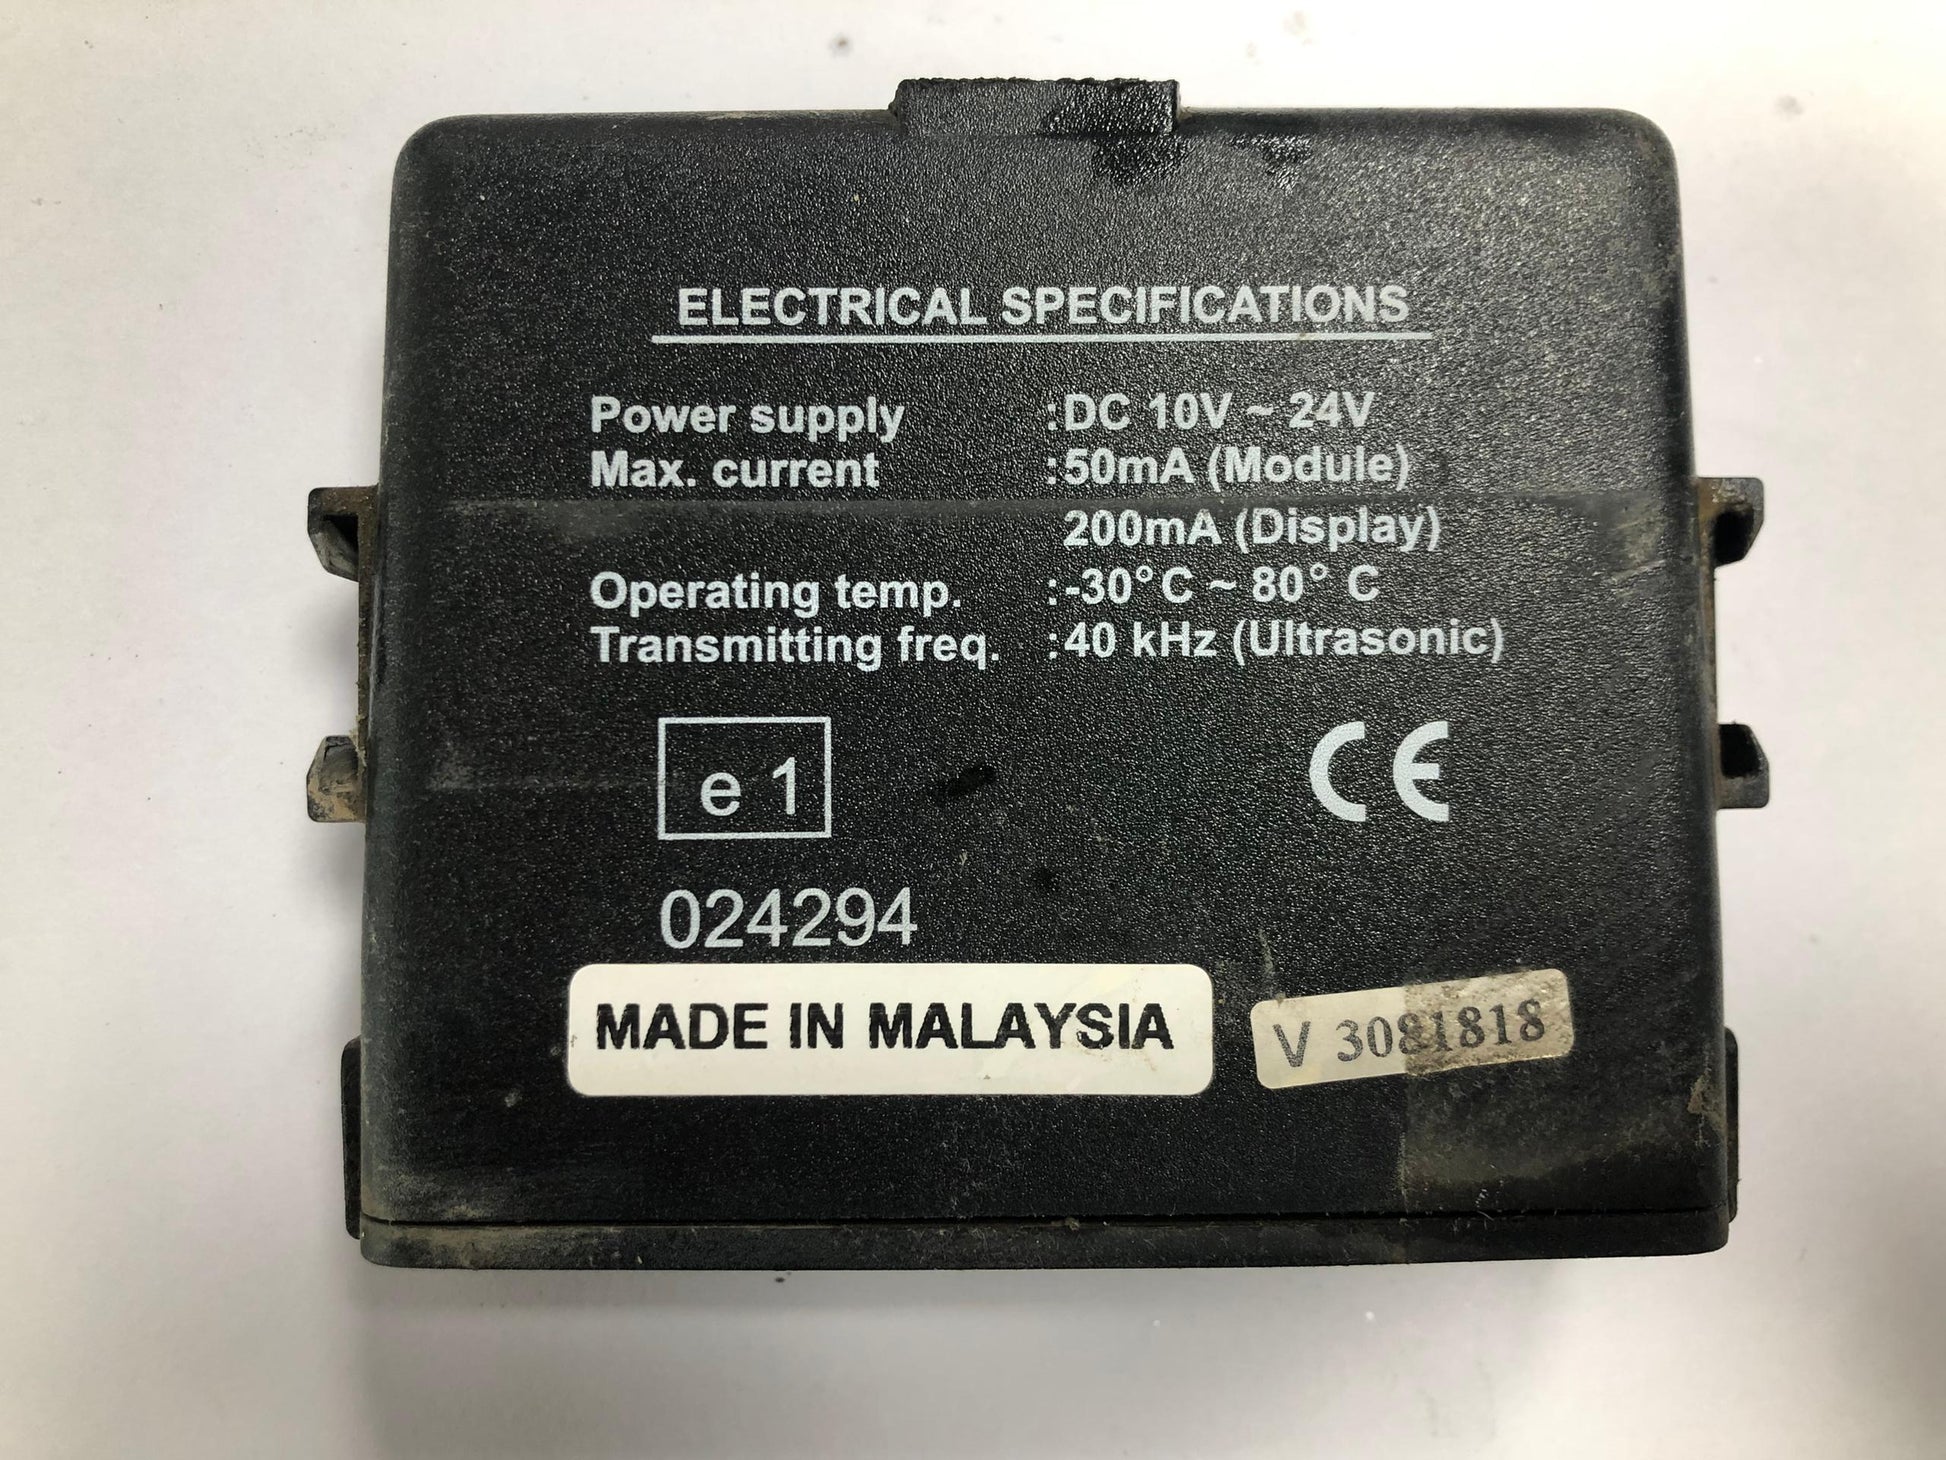 ELECTRICAL SPECIFICATIONS
Power supply :DC 10V ~ 24V
Max. current :50mA (Module)
200mA (Display)
Operating temp. :-30°C ~ 80° C
Transmitting freq. :40 kHz (Ultrasonic)
e 1 CE
024294
MADE IN MALAYSIA V 3081818